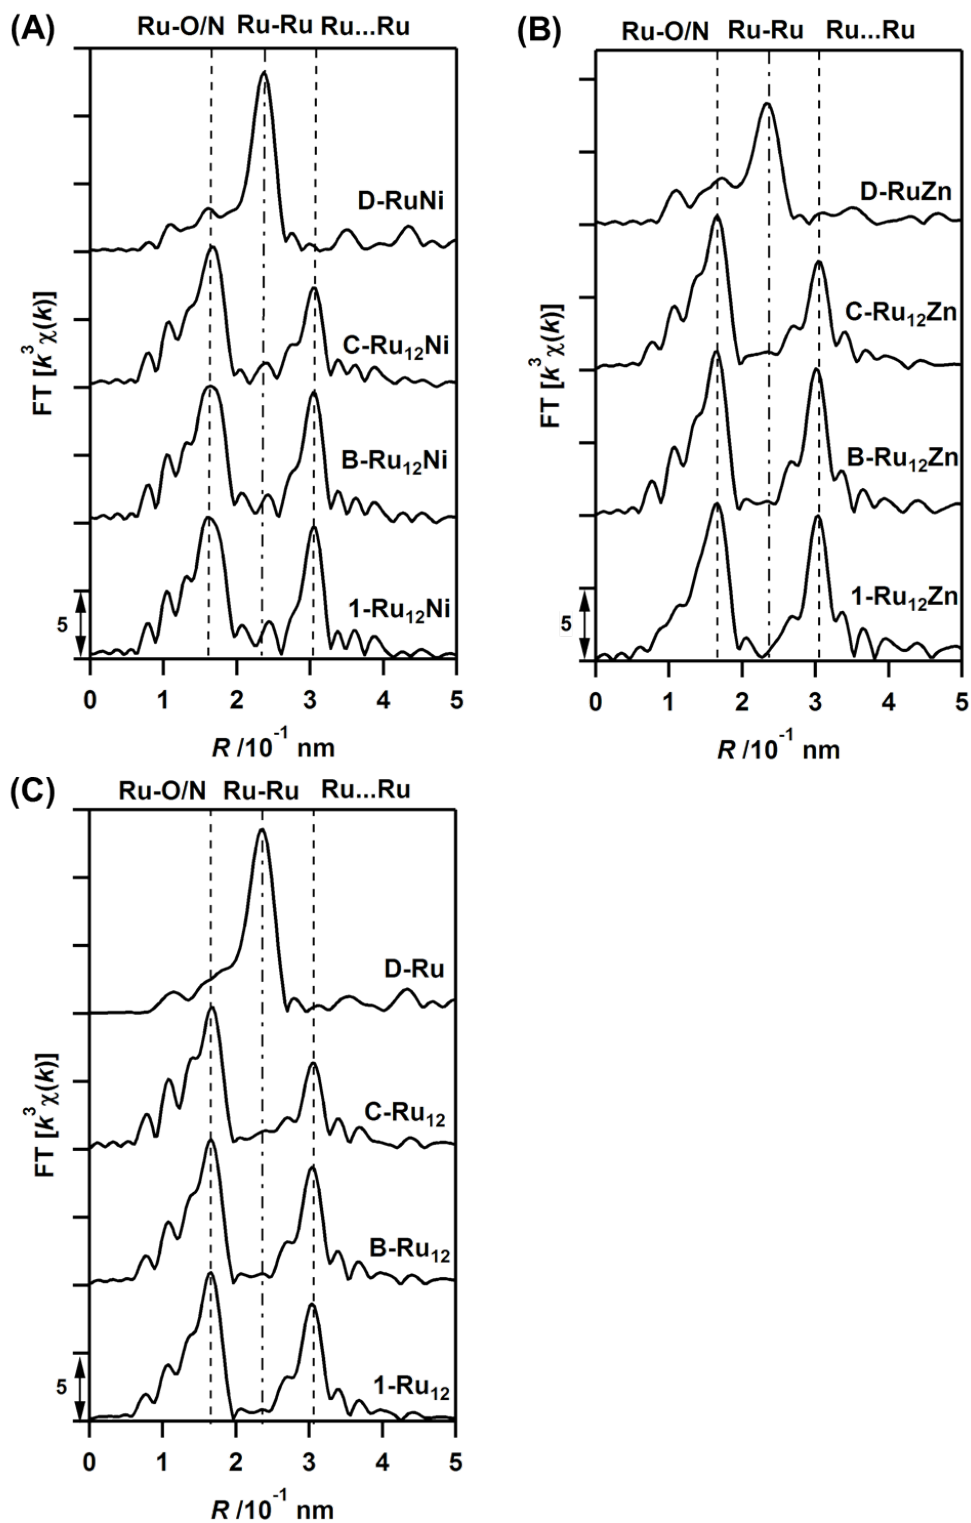 (A)
Ru-O/N Ru-Ru Ru...Ru
D-RuNi
C-Ru₁₂Ni
B-Ru₁₂Ni
1-Ru₁₂Ni
5
FT [k³χ(k)]
0 1 2 3 4 5
R /10⁻¹ nm
(B)
Ru-O/N Ru-Ru Ru...Ru
D-RuZn
C-Ru₁₂Zn
B-Ru₁₂Zn
1-Ru₁₂Zn
5
FT [k³χ(k)]
0 1 2 3 4 5
R /10⁻¹ nm
(C)
Ru-O/N Ru-Ru Ru...Ru
D-Ru
C-Ru₁₂
B-Ru₁₂
1-Ru₁₂
5
FT [k³χ(k)]
0 1 2 3 4 5
R /10⁻¹ nm